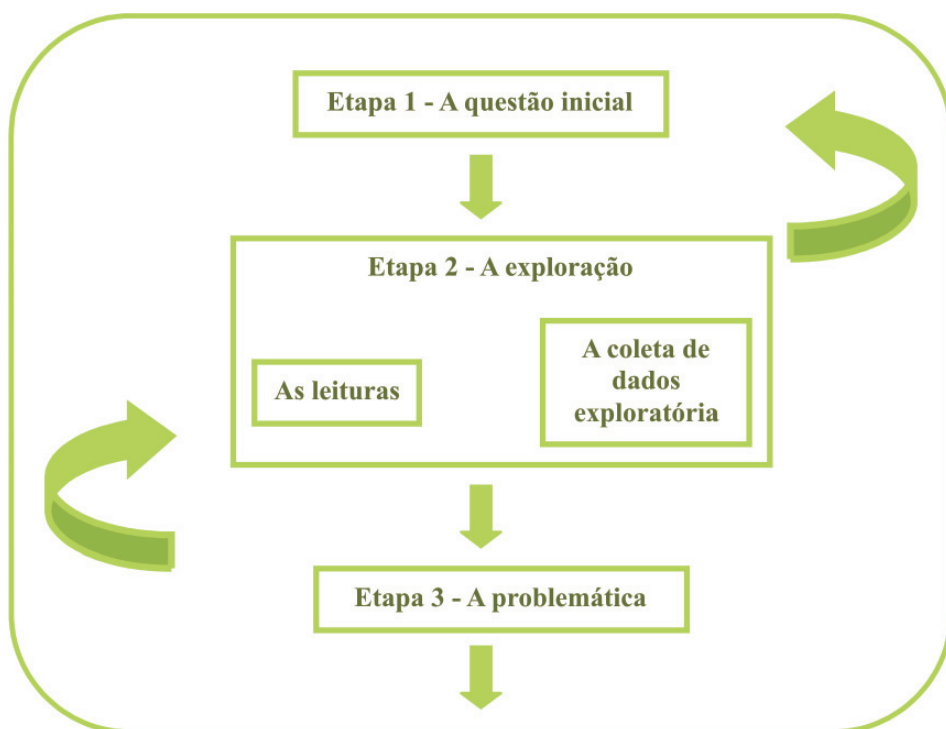 Etapa 1 - A questão inicial
Etapa 2 - A exploração
As leituras
A coleta de
dados
exploratória
Etapa 3 - A problemática